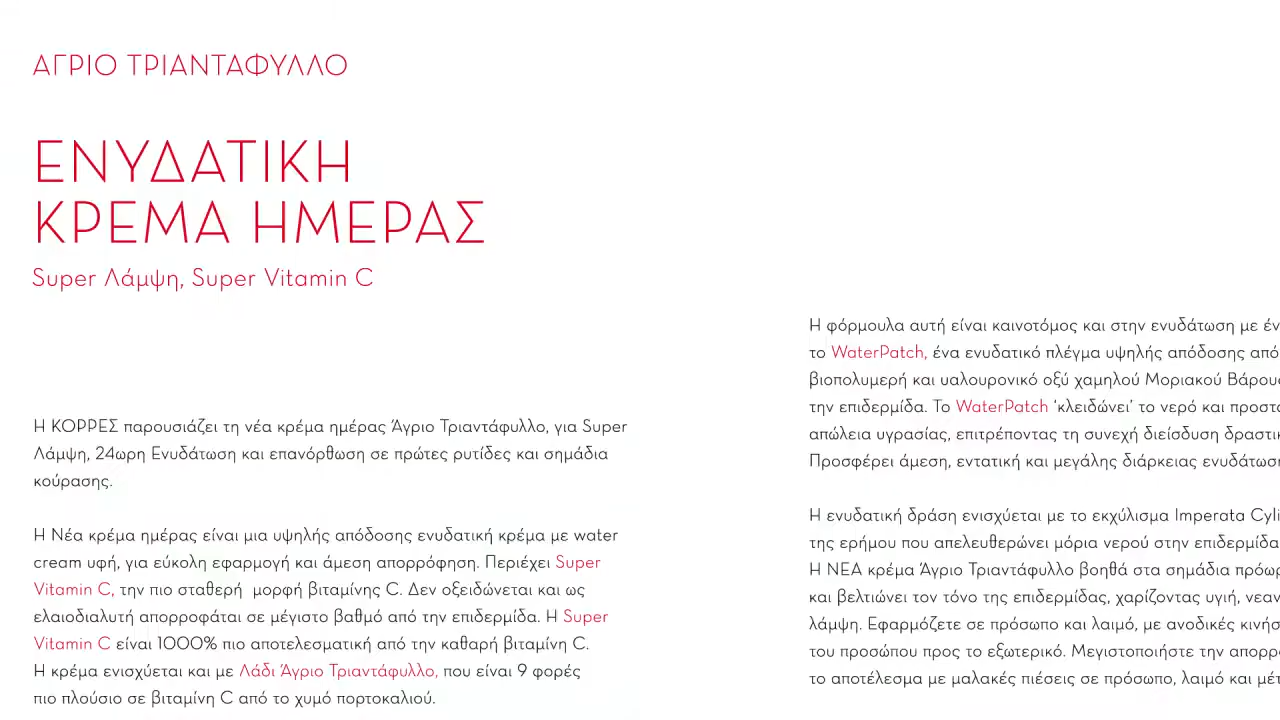 ΑΓΡΙΟ ΤΡΙΑΝΤΑΦΥΛΛΟ
ΕΝΥΔΑΤΙΚΗ
ΚΡΕΜΑ ΗΜΕΡΑΣ
Super Λάμψη, Super Vitamin C
Η ΚΟΡΡΕΣ παρουσιάζει τη νέα κρέμα ημέρας Άγριο Τριαντάφυλλο, για Super
Λάμψη, 24ωρη Ενυδάτωση και επανόρθωση σε πρώτες ρυτίδες και σημάδια
κούρασης.
Η Νέα κρέμα ημέρας είναι μια υψηλής απόδοσης ενυδατική κρέμα με water
cream υφή, για εύκολη εφαρμογή και άμεση απορρόφηση. Περιέχει Super
Vitamin C, την πιο σταθερή  μορφή βιταμίνης C. Δεν οξειδώνεται και ως
ελαιοδιαλυτή απορροφάται σε μέγιστο βαθμό από την επιδερμίδα. Η Super
Vitamin C είναι 1000% πιο αποτελεσματική από την καθαρή βιταμίνη C.
Η κρέμα ενισχύεται και με Λάδι Άγριο Τριαντάφυλλο, που είναι 9 φορές
πιο πλούσιο σε βιταμίνη C από το χυμό πορτοκαλιού.
Η φόρμουλα αυτή είναι καινοτόμος και στην ενυδάτωση με
το WaterPatch, ένα ενυδατικό πλέγμα υψηλής απόδοσης από
βιοπολυμερή και υαλουρονικό οξύ χαμηλού Μοριακού
την επιδερμίδα. Το WaterPatch ‘κλειδώνει’ το νερό και
απώλεια υγρασίας, επιτρέποντας τη συνεχή διείσδυση
Προσφέρει άμεση, εντατική και μεγάλης διάρκειας
Η ενυδατική δράση ενισχύεται με το εκχύλισμα Imperata
της ερήμου που απελευθερώνει μόρια νερού στην επιδερμίδα
Η ΝΕΑ κρέμα Άγριο Τριαντάφυλλο βοηθά στα σημάδια
και βελτιώνει τον τόνο της επιδερμίδας, χαρίζοντας υγιή,
λάμψη. Εφαρμόζετε σε πρόσωπο και λαιμό, με ανοδικές
του προσώπου προς το εξωτερικό. Μεγιστοποιήστε την
το αποτέλεσμα με μαλακές πιέσεις σε πρόσωπο, λαιμό και